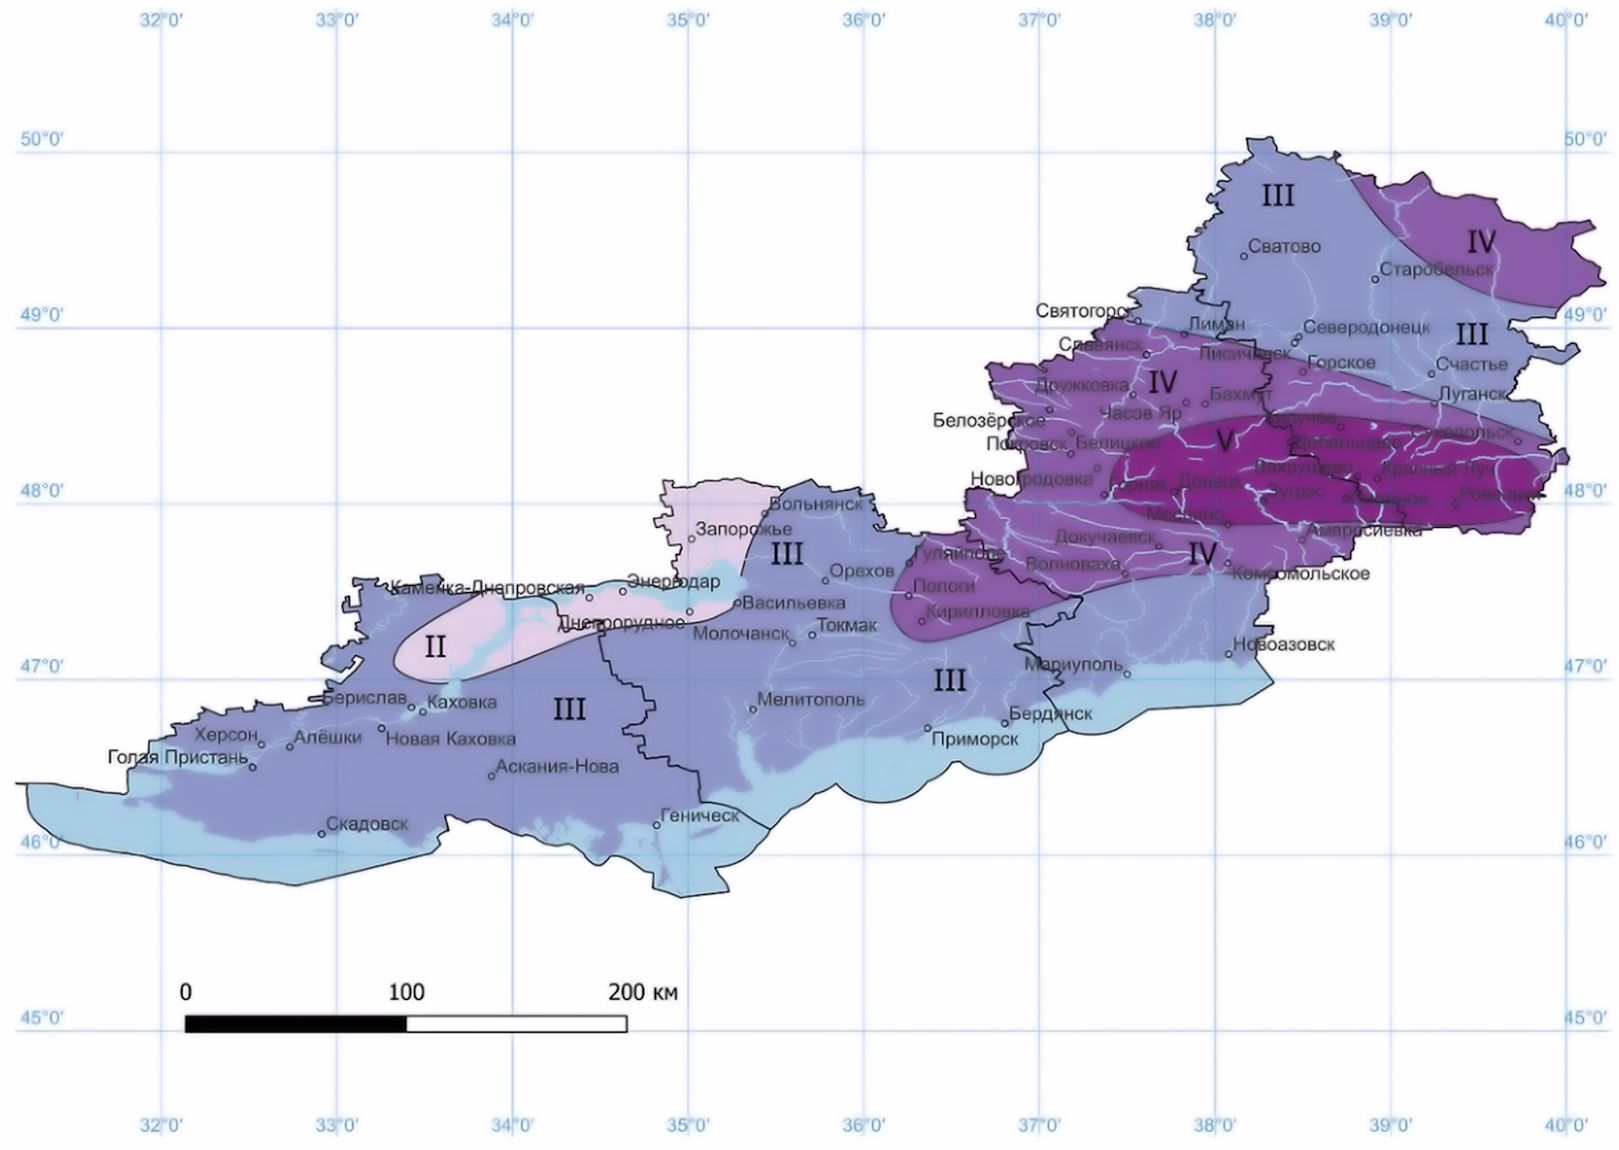 32°0′ 33°0′ 34°0′ 35°0′ 36°0′ 37°0′ 38°0′ 39°0′ 40°0′
50°0′ 50°0′
III
IV
Сватово
Старобельск
49°0′ 49°0′
Святогорс
Лиман
Северодонецк
III
Славянск
Лисичанск
Горское
Счастье
Дружковка
IV
Бахмут
Луганск
Часов Яр
Белозёрское
Суходольск
Покровск
Белицкое
V
Дебальцево
Вахрушево
Красный Луч
Новогродовка
Горняк
Донецк
Зугрэс
Ровеньки
48°0′ 48°0′
Вольнянск
Моспино
Запорожье
Докучаевск
Амвросиевка
III
Гуляйполе
IV
Орехов
Волноваха
Комсомольское
Каменка-Днепровская
Энергодар
Пологи
Васильевка
Кирилловка
Днепрорудное
Токмак
Молочанск
II
Новоазовск
47°0′ 47°0′
Мариуполь
III
Берислав
Каховка
III
Мелитополь
Бердянск
Херсон
Алёшки
Новая Каховка
Приморск
Голая Пристань
Аскания-Нова
Скадовск
Геническ
46°0′ 46°0′
0 100 200 км
45°0′ 45°0′
32°0′ 33°0′ 34°0′ 35°0′ 36°0′ 37°0′ 38°0′ 39°0′ 40°0′